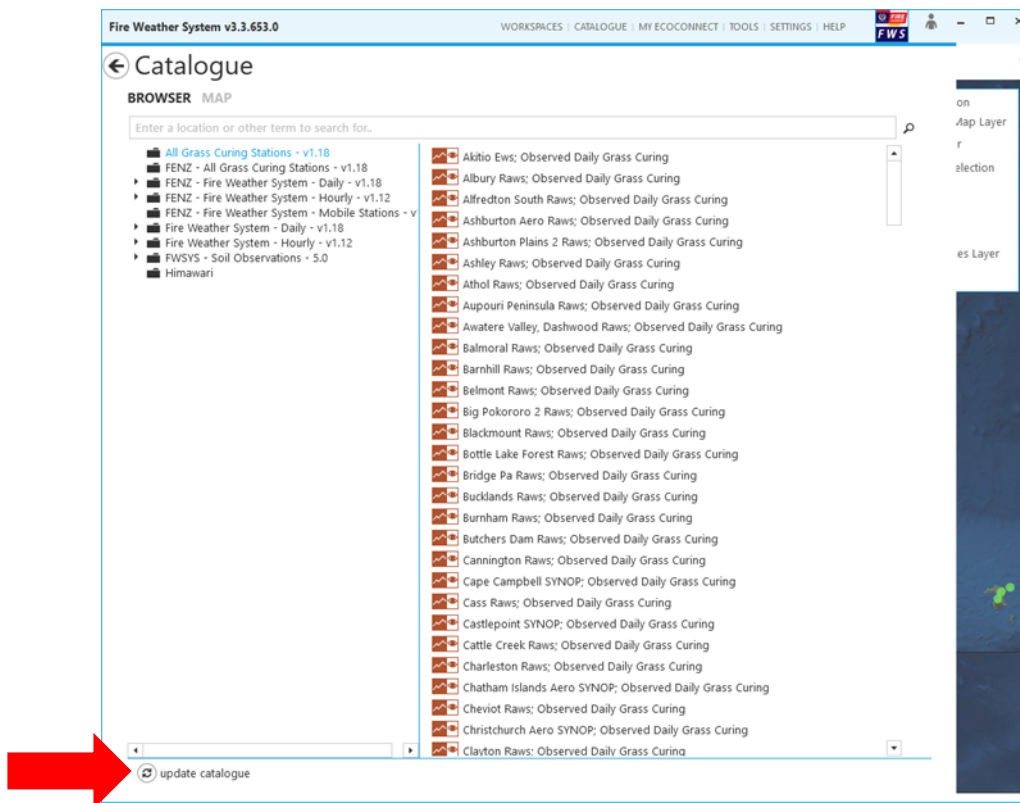 Fire Weather System v3.3.653.0
WORKSPACES | CATALOGUE | MY ECOCONNECT | TOOLS | SETTINGS | HELP
FIRE
FWS
Catalogue
BROWSER MAP
Enter a location or other term to search for..
All Grass Curing Stations - v1.18
FENZ - All Grass Curing Stations - v1.18
FENZ - Fire Weather System - Daily - v1.18
FENZ - Fire Weather System - Hourly - v1.12
FENZ - Fire Weather System - Mobile Stations - v
Fire Weather System - Daily - v1.18
Fire Weather System - Hourly - v1.12
FWSYS - Soil Observations - 5.0
Himawari
Akitio Ews; Observed Daily Grass Curing
Albury Raws; Observed Daily Grass Curing
Alfredton South Raws; Observed Daily Grass Curing
Ashburton Aero Raws; Observed Daily Grass Curing
Ashburton Plains 2 Raws; Observed Daily Grass Curing
Ashley Raws; Observed Daily Grass Curing
Athol Raws; Observed Daily Grass Curing
Aupouri Peninsula Raws; Observed Daily Grass Curing
Awatere Valley, Dashwood Raws; Observed Daily Grass Curing
Balmoral Raws; Observed Daily Grass Curing
Barnhill Raws; Observed Daily Grass Curing
Belmont Raws; Observed Daily Grass Curing
Big Pokororo 2 Raws; Observed Daily Grass Curing
Blackmount Raws; Observed Daily Grass Curing
Bottle Lake Forest Raws; Observed Daily Grass Curing
Bridge Pa Raws; Observed Daily Grass Curing
Bucklands Raws; Observed Daily Grass Curing
Burnham Raws; Observed Daily Grass Curing
Butchers Dam Raws; Observed Daily Grass Curing
Cannington Raws; Observed Daily Grass Curing
Cape Campbell SYNOP; Observed Daily Grass Curing
Cass Raws; Observed Daily Grass Curing
Castlepoint SYNOP; Observed Daily Grass Curing
Cattle Creek Raws; Observed Daily Grass Curing
Charleston Raws; Observed Daily Grass Curing
Chatham Islands Aero SYNOP; Observed Daily Grass Curing
Cheviot Raws; Observed Daily Grass Curing
Christchurch Aero SYNOP; Observed Daily Grass Curing
Clayton Raws; Observed Daily Grass Curing
update catalogue
on
Map Layer
r
election
es Layer